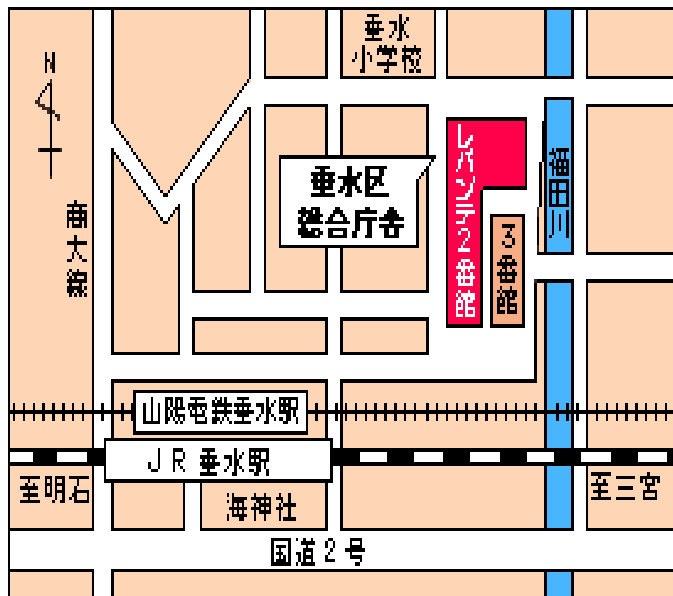 垂水
小学校
N
レバンテ2番館
垂水区
総合庁舎
福田川
商大線
3番館
山陽電鉄垂水駅
JR垂水駅
至明石
至三宮
海神社
国道2号